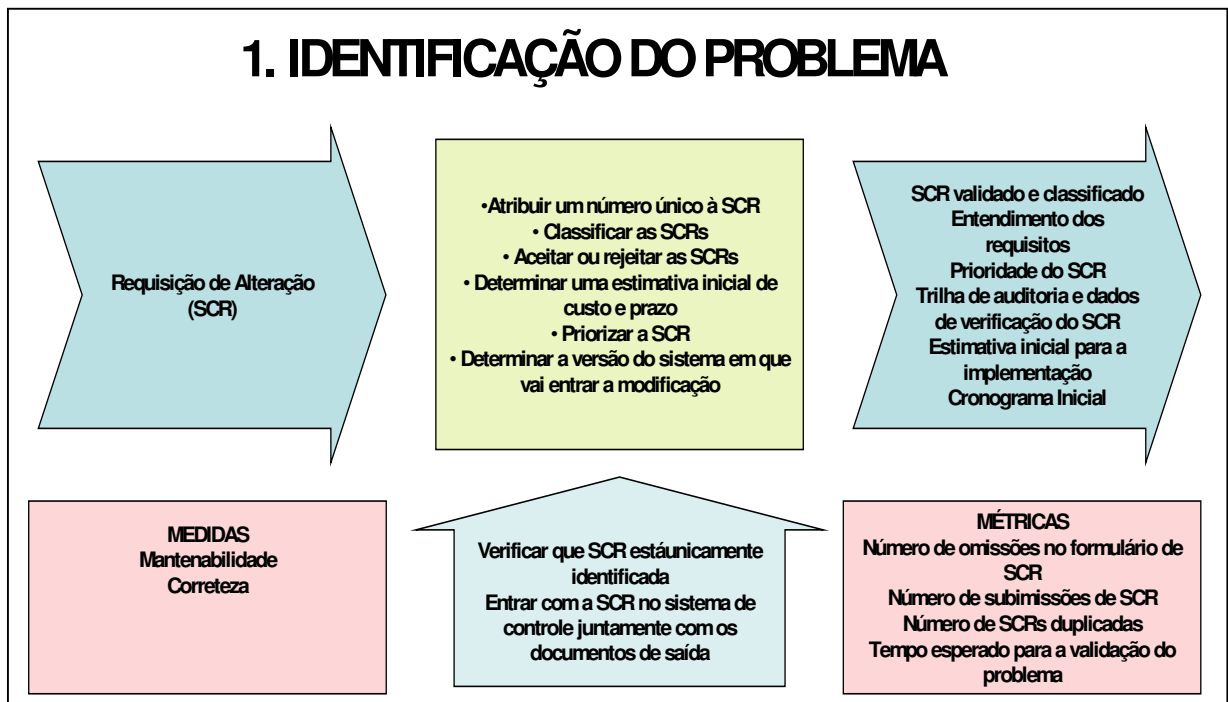 1. IDENTIFICAÇÃO DO PROBLEMA
Requisição de Alteração
(SCR)
•Atribuir um número único à SCR
• Classificar as SCRs
• Aceitar ou rejeitar as SCRs
• Determinar uma estimativa inicial de
custo e prazo
• Priorizar a SCR
• Determinar a versão do sistema em que
vai entrar a modificação
SCR validado e classificado
Entendimento dos
requisitos
Prioridade do SCR
Trilha de auditoria e dados
de verificação do SCR
Estimativa inicial para a
implementação
Cronograma Inicial
MEDIDAS
Mantenabilidade
Correteza
Verificar que SCR estáunicamente
identificada
Entrar com a SCR no sistema de
controle juntamente com os
documentos de saída
MÉTRICAS
Número de omissões no formulário de
SCR
Número de subimissões de SCR
Número de SCRs duplicadas
Tempo esperado para a validação do
problema